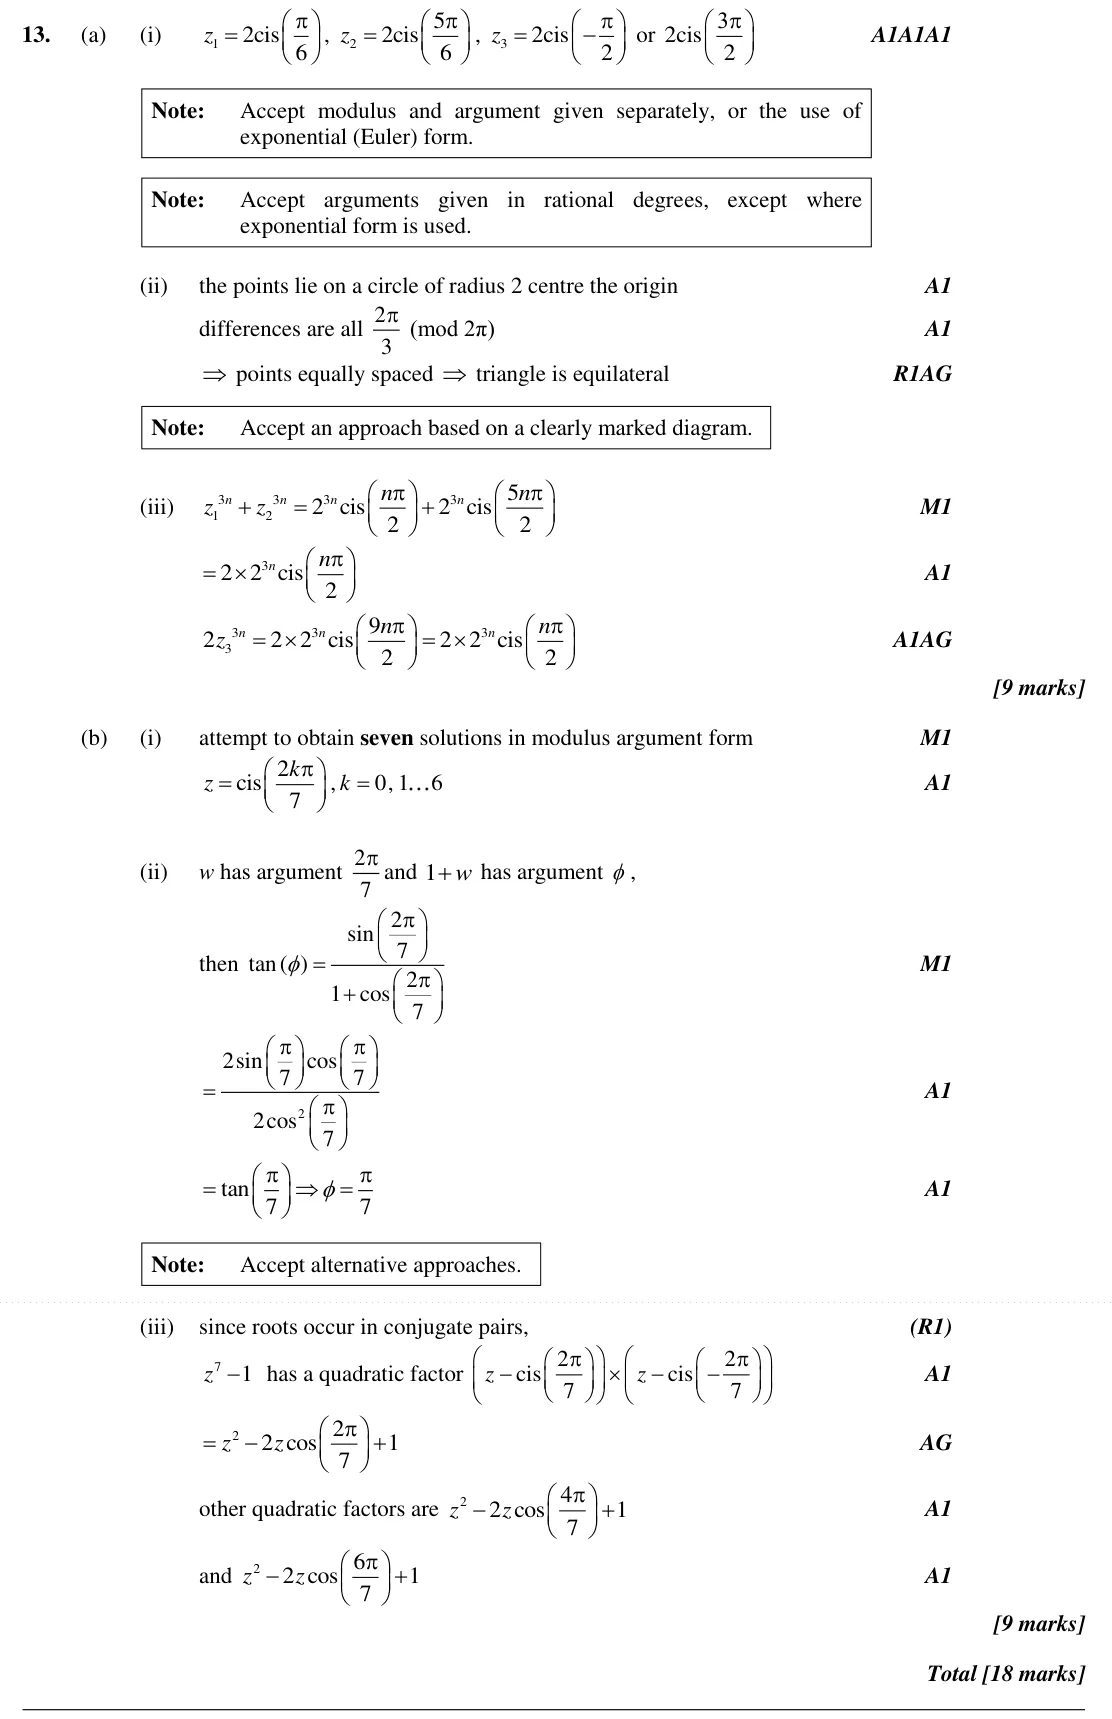 13. (a) (i) z₁ = 2cis(π/6), z₂ = 2cis(5π/6), z₃ = 2cis(−π/2) or 2cis(3π/2) A1A1A1
Note: Accept modulus and argument given separately, or the use of
exponential (Euler) form.
Note: Accept arguments given in rational degrees, except where
exponential form is used.
(ii) the points lie on a circle of radius 2 centre the origin A1
differences are all 2π/3 (mod 2π) A1
⇒ points equally spaced ⇒ triangle is equilateral R1AG
Note: Accept an approach based on a clearly marked diagram.
(iii) z₁³ⁿ + z₂³ⁿ = 2³ⁿcis(nπ/2) + 2³ⁿcis(5nπ/2) M1
= 2 × 2³ⁿcis(nπ/2) A1
2z₃³ⁿ = 2 × 2³ⁿcis(9nπ/2) = 2 × 2³ⁿcis(nπ/2) A1AG
[9 marks]
(b) (i) attempt to obtain seven solutions in modulus argument form M1
z = cis(2kπ/7), k = 0, 1…6 A1
(ii) w has argument 2π/7 and 1 + w has argument ϕ,
then tan(ϕ) = sin(2π/7)/(1 + cos(2π/7)) M1
= 2sin(π/7)cos(π/7)/(2cos²(π/7)) A1
= tan(π/7) ⇒ ϕ = π/7 A1
Note: Accept alternative approaches.
(iii) since roots occur in conjugate pairs, (R1)
z⁷ − 1 has a quadratic factor (z − cis(2π/7)) × (z − cis(−2π/7)) A1
= z² − 2z cos(2π/7) + 1 AG
other quadratic factors are z² − 2z cos(4π/7) + 1 A1
and z² − 2z cos(6π/7) + 1 A1
[9 marks]
Total [18 marks]